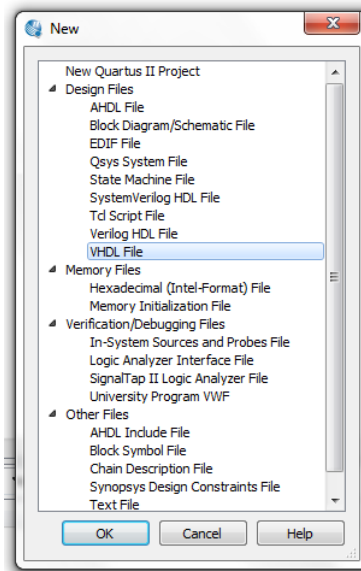 New
New Quartus II Project
Design Files
AHDL File
Block Diagram/Schematic File
EDIF File
Qsys System File
State Machine File
SystemVerilog HDL File
Tcl Script File
Verilog HDL File
VHDL File
Memory Files
Hexadecimal (Intel-Format) File
Memory Initialization File
Verification/Debugging Files
In-System Sources and Probes File
Logic Analyzer Interface File
SignalTap II Logic Analyzer File
University Program VWF
Other Files
AHDL Include File
Block Symbol File
Chain Description File
Synopsys Design Constraints File
Text File
OK Cancel Help